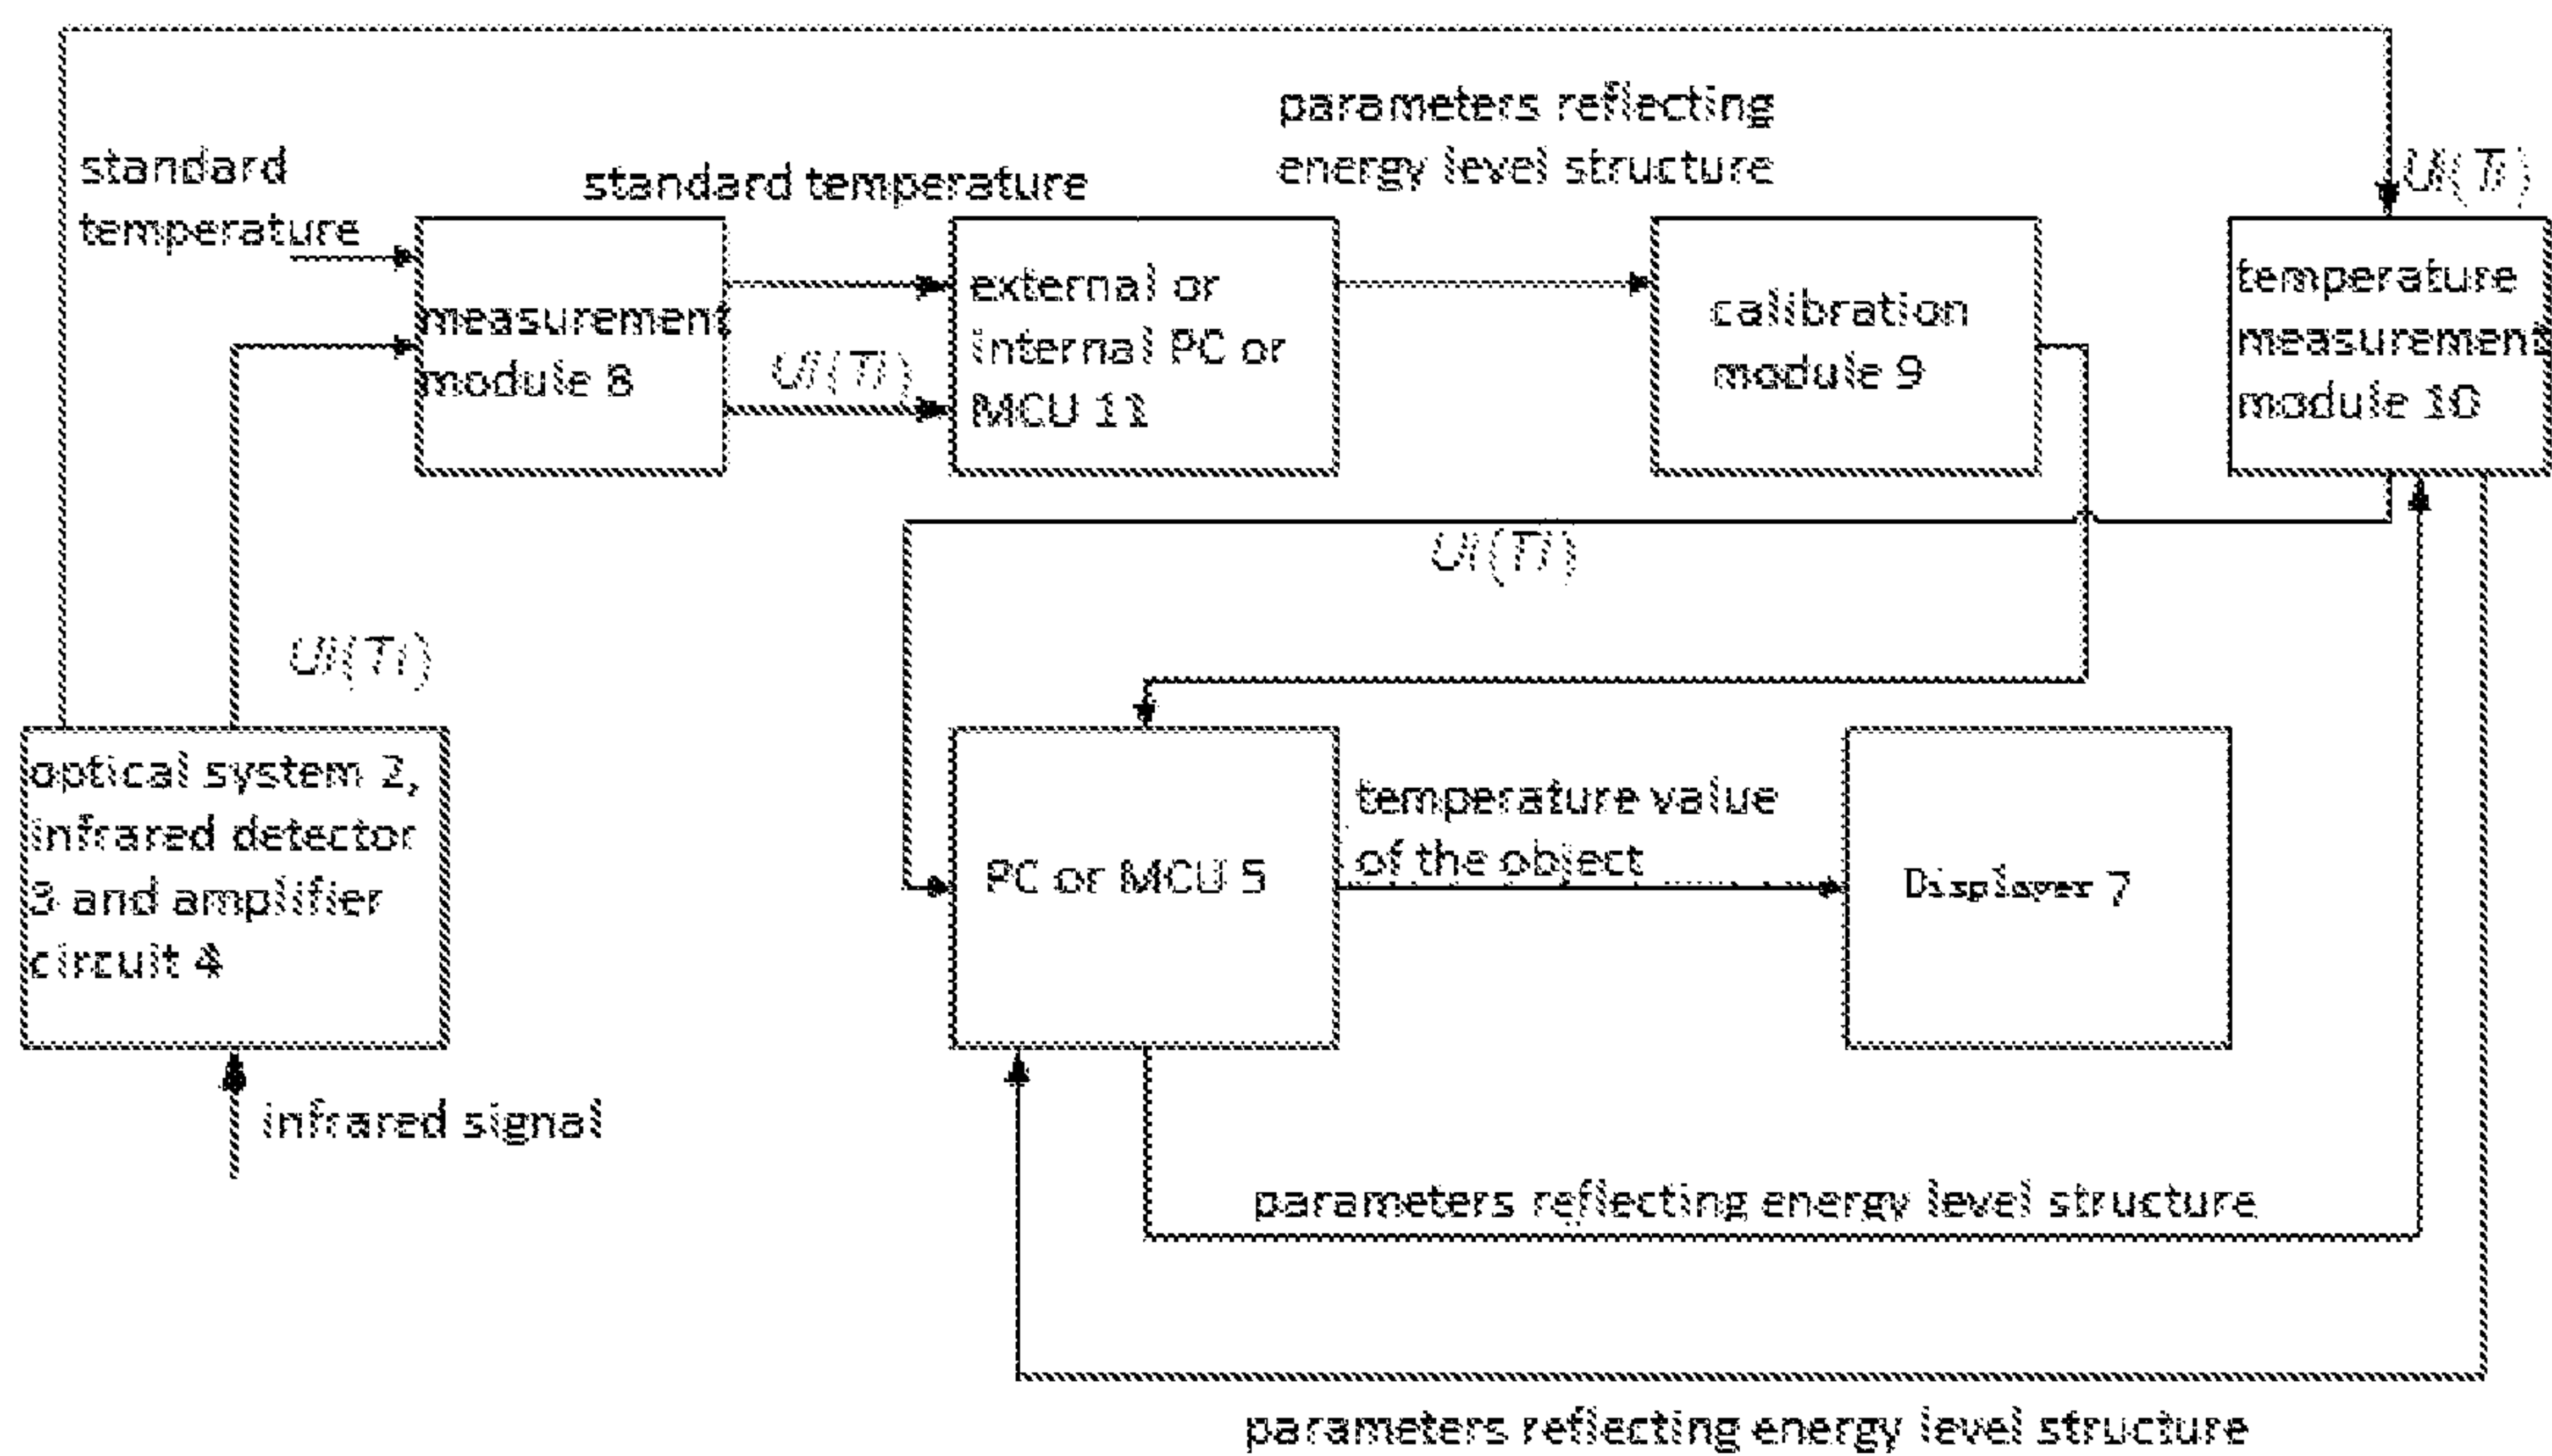 parameters reflecting
energy level structure
standard
temperature
standard temperature
Ui(Ti)
measurement
module 8
Ui(Ti)
external or
internal PC or
MCU 11
calibration
module 9
temperature
measurement
module 10
Ui(Ti)
Ui(Ti)
optical system 2,
infrared detector
3 and amplifier
circuit 4
PC or MCU 5
temperature value
of the object
Displayer 7
infrared signal
parameters reflecting energy level structure
parameters reflecting energy level structure